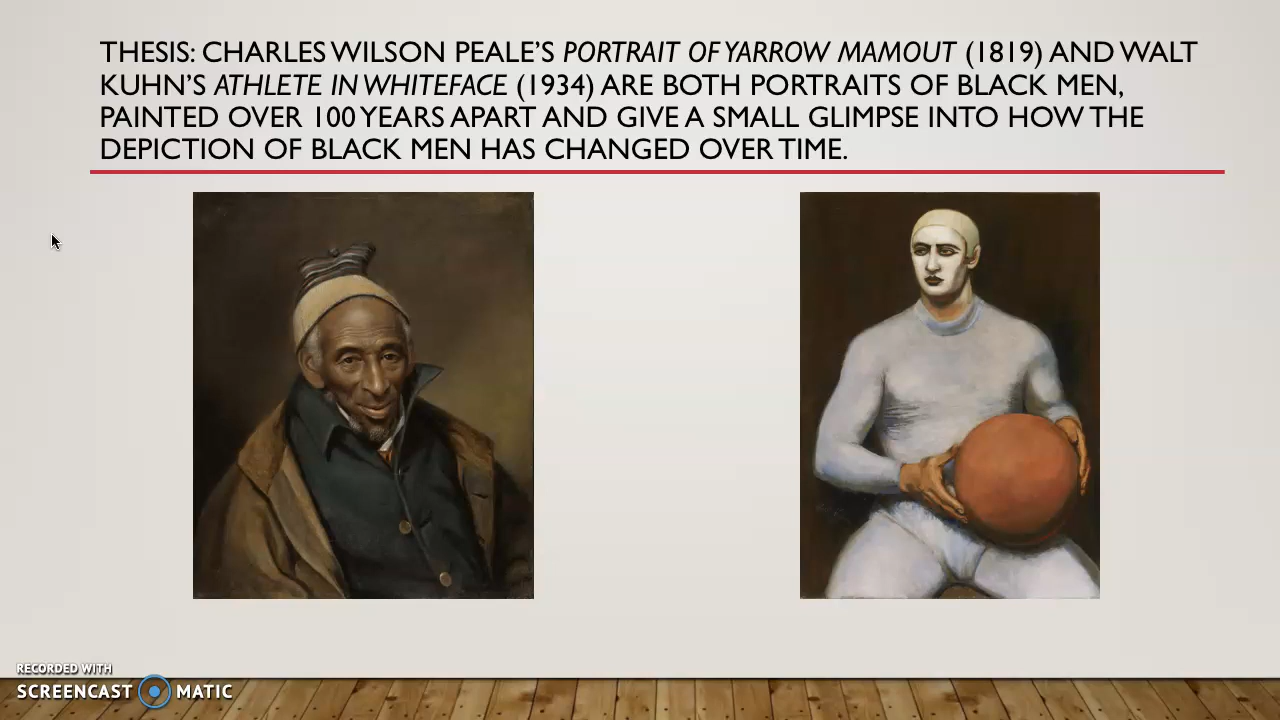 THESIS: CHARLES WILSON PEALE'S PORTRAIT OF YARROW MAMOUT (1819) AND WALT
KUHN'S ATHLETE IN WHITEFACE (1934) ARE BOTH PORTRAITS OF BLACK MEN,
PAINTED OVER 100 YEARS APART AND GIVE A SMALL GLIMPSE INTO HOW THE
DEPICTION OF BLACK MEN HAS CHANGED OVER TIME.
RECORDED WITH
SCREENCAST MATIC